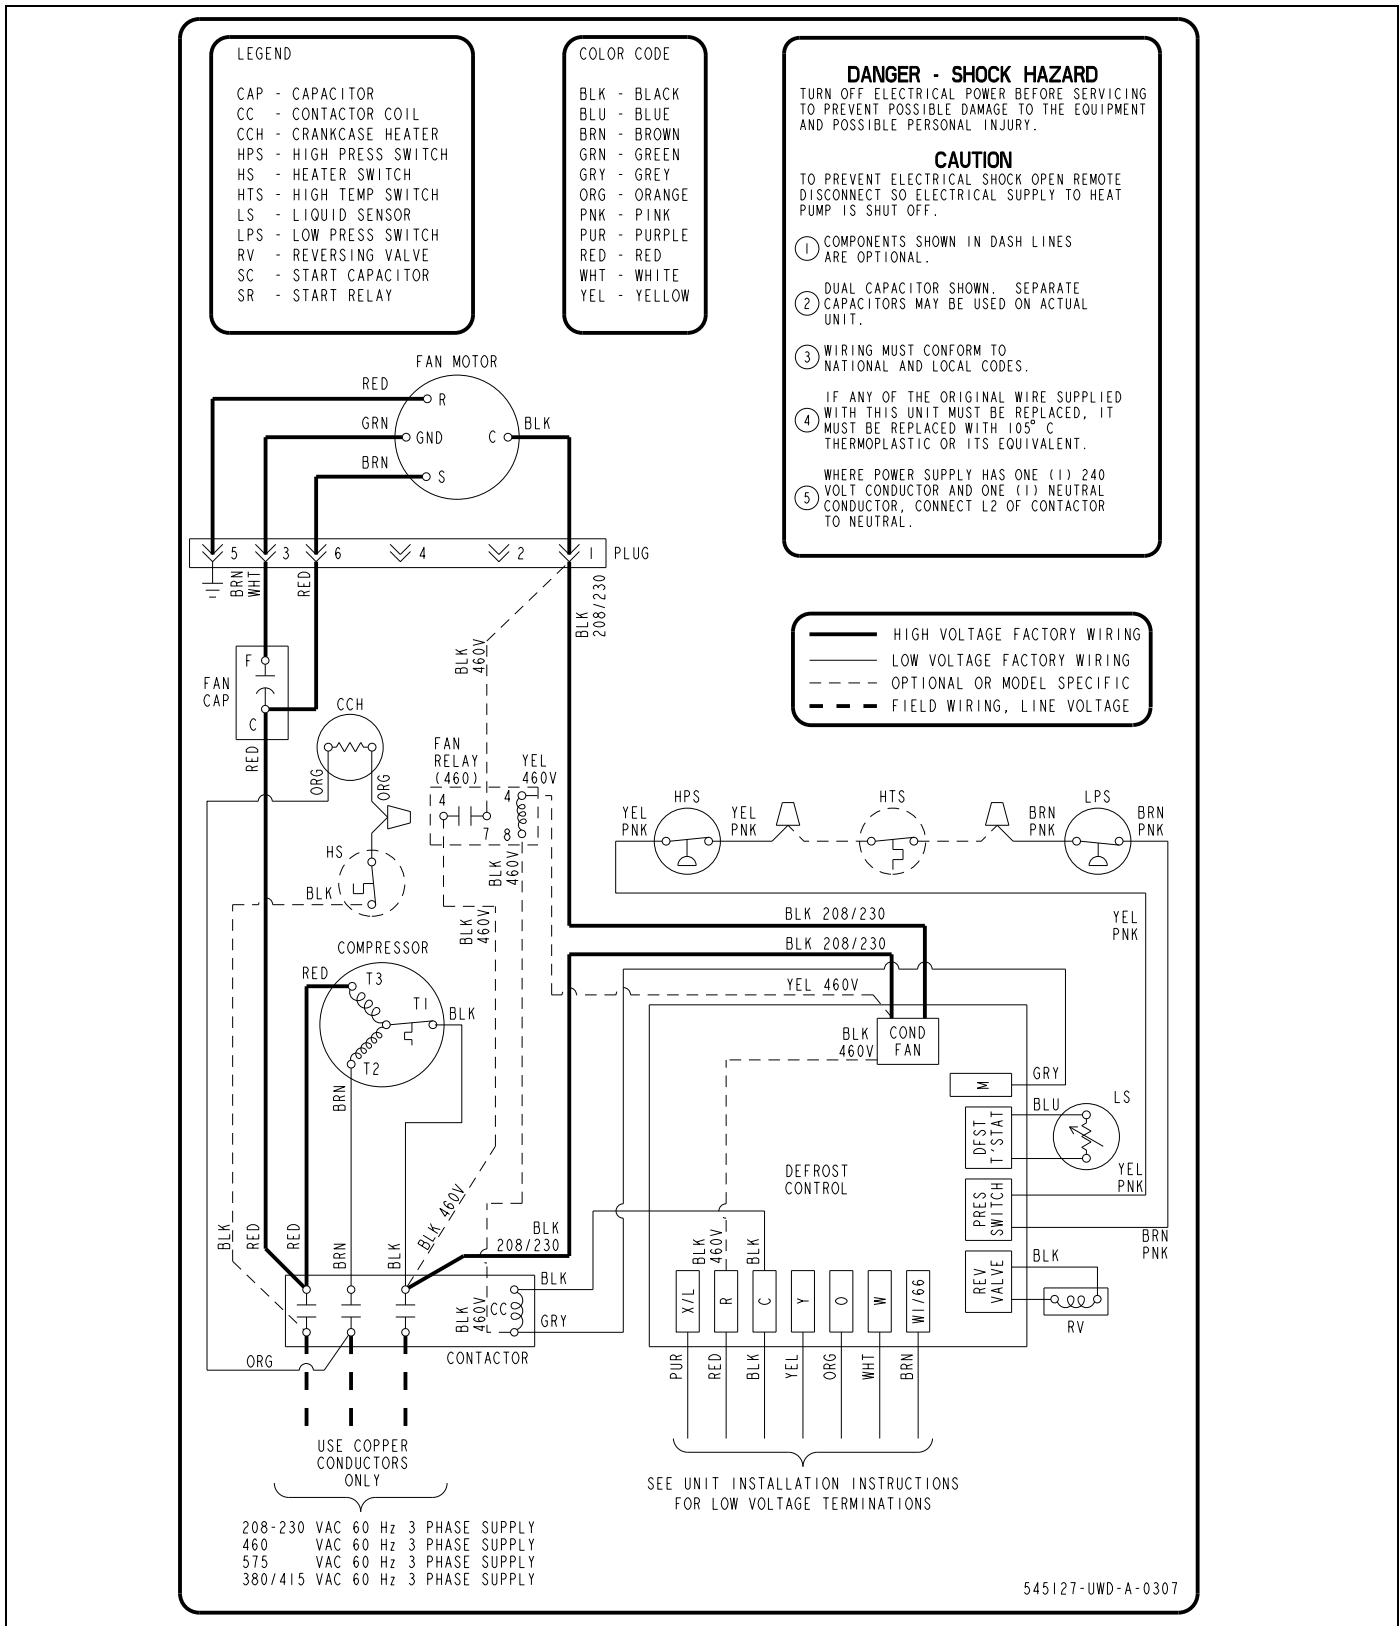 LEGEND
CAP - CAPACITOR
CC - CONTACTOR COIL
CCH - CRANKCASE HEATER
HPS - HIGH PRESS SWITCH
HS - HEATER SWITCH
HTS - HIGH TEMP SWITCH
LS - LIQUID SENSOR
LPS - LOW PRESS SWITCH
RV - REVERSING VALVE
SC - START CAPACITOR
SR - START RELAY
COLOR CODE
BLK - BLACK
BLU - BLUE
BRN - BROWN
GRN - GREEN
GRY - GREY
ORG - ORANGE
PNK - PINK
PUR - PURPLE
RED - RED
WHT - WHITE
YEL - YELLOW
DANGER - SHOCK HAZARD
TURN OFF ELECTRICAL POWER BEFORE SERVICING
TO PREVENT POSSIBLE DAMAGE TO THE EQUIPMENT
AND POSSIBLE PERSONAL INJURY.
CAUTION
TO PREVENT ELECTRICAL SHOCK OPEN REMOTE
DISCONNECT SO ELECTRICAL SUPPLY TO HEAT
PUMP IS SHUT OFF.
1 COMPONENTS SHOWN IN DASH LINES
ARE OPTIONAL.
2 DUAL CAPACITOR SHOWN. SEPARATE
CAPACITORS MAY BE USED ON ACTUAL
UNIT.
3 WIRING MUST CONFORM TO
NATIONAL AND LOCAL CODES.
4 IF ANY OF THE ORIGINAL WIRE SUPPLIED
WITH THIS UNIT MUST BE REPLACED, IT
MUST BE REPLACED WITH 105° C
THERMOPLASTIC OR ITS EQUIVALENT.
5 WHERE POWER SUPPLY HAS ONE (1) 240
VOLT CONDUCTOR AND ONE (1) NEUTRAL
CONDUCTOR, CONNECT L2 OF CONTACTOR
TO NEUTRAL.
FAN MOTOR
RED
R
GRN
GND
C
BLK
BRN
S
5
3
6
4
2
1
PLUG
BRN
WHT
RED
BLK
208/230
BLK
460V
HIGH VOLTAGE FACTORY WIRING
LOW VOLTAGE FACTORY WIRING
OPTIONAL OR MODEL SPECIFIC
FIELD WIRING, LINE VOLTAGE
F
FAN
CAP
C
RED
CCH
ORG
ORG
FAN
RELAY
(460)
YEL
460V
4
4
7
8
BLK
460V
BLK
460V
HS
BLK
HPS
YEL
PNK
YEL
PNK
HTS
LPS
BRN
PNK
BRN
PNK
BLK 208/230
YEL
PNK
BLK 208/230
YEL 460V
COMPRESSOR
RED
T3
T1
BLK
T2
BRN
COND
FAN
BLK
460V
M
GRY
BLU
LS
DFST
T'STAT
YEL
PNK
PRES
SWITCH
BRN
PNK
DEFROST
CONTROL
REV
VALVE
BLK
RV
BLK
RED
RED
BRN
BLK
BLK 460V
BLK
208/230
BLK
460V
BLK
BLK
CC
BLK
460V
GRY
CONTACTOR
ORG
X/L
R
C
Y
O
W
W1/66
PUR
RED
BLK
YEL
ORG
WHT
BRN
USE COPPER
CONDUCTORS
ONLY
SEE UNIT INSTALLATION INSTRUCTIONS
FOR LOW VOLTAGE TERMINATIONS
208-230 VAC 60 Hz 3 PHASE SUPPLY
460 VAC 60 Hz 3 PHASE SUPPLY
575 VAC 60 Hz 3 PHASE SUPPLY
380/415 VAC 60 Hz 3 PHASE SUPPLY
545127-UWD-A-0307